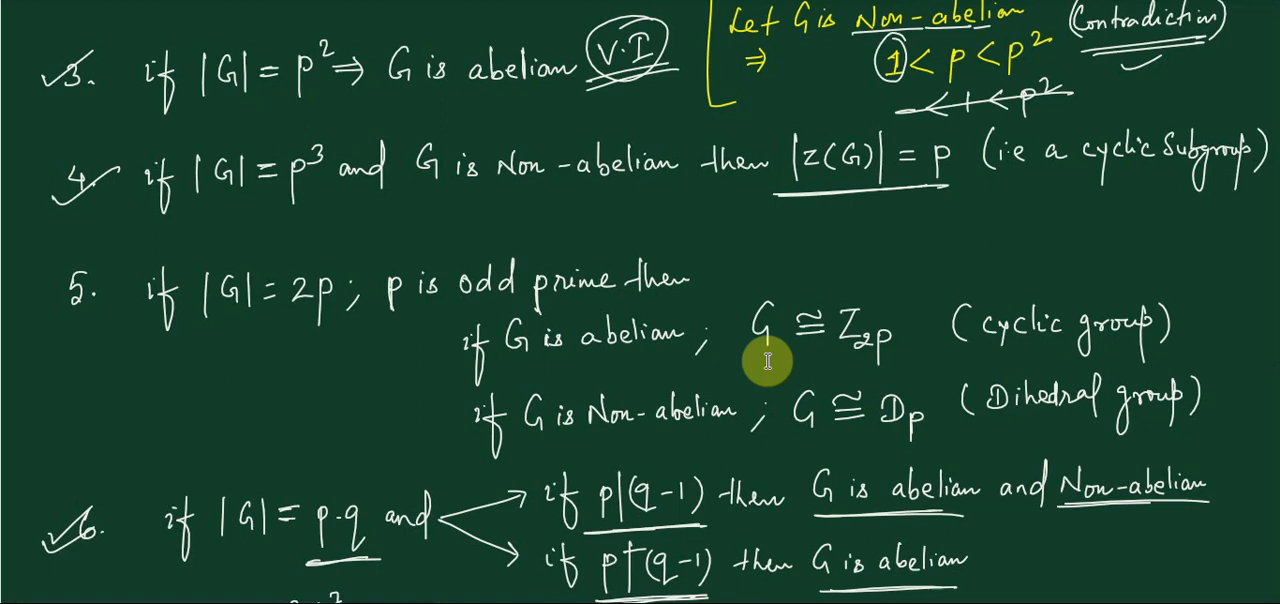 3. if |G| = p² ⇒ G is abelian V.I
Let G is Non-abelian
⇒ 1 < p < p² (Contradiction)
4. if |G| = p³ and G is Non-abelian then |Z(G)| = p (i.e a cyclic Subgroup)
5. if |G| = 2p ; p is odd prime then
if G is abelian ; G ≅ Z₂ₚ (cyclic group)
if G is Non-abelian ; G ≅ Dₚ (Dihedral group)
6. if |G| = p.q and
if p|(q-1) then G is abelian and Non-abelian
if p∤(q-1) then G is abelian